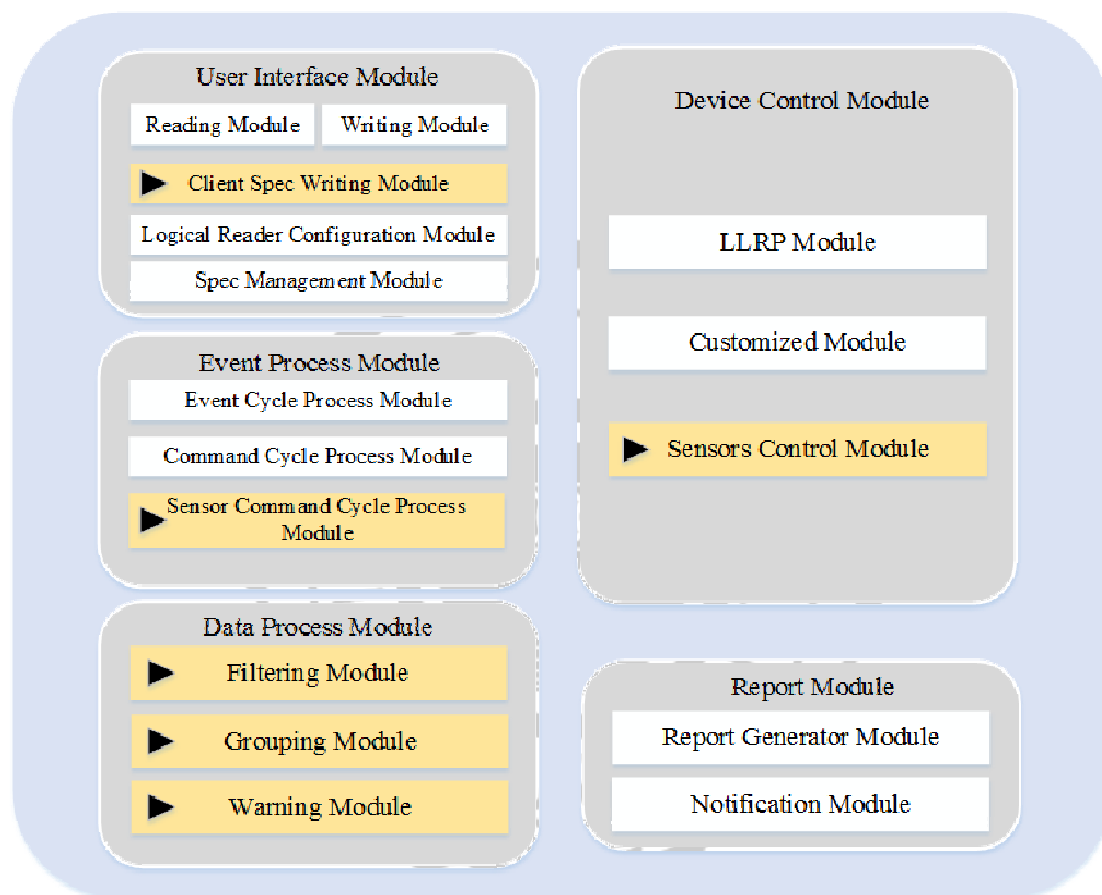 User Interface Module
Reading Module
Writing Module
Client Spec Writing Module
Logical Reader Configuration Module
Spec Management Module
Event Process Module
Event Cycle Process Module
Command Cycle Process Module
Sensor Command Cycle Process
Module
Data Process Module
Filtering Module
Grouping Module
Warning Module
Device Control Module
LLRP Module
Customized Module
Sensors Control Module
Report Module
Report Generator Module
Notification Module